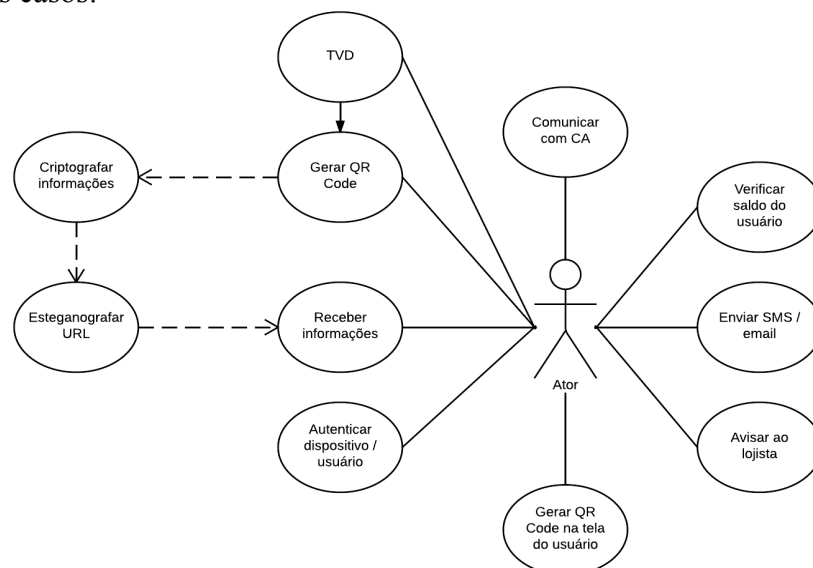 casos.
TVD
Comunicar
com CA
Criptografar
informações
Gerar QR
Code
Verificar
saldo do
usuário
Esteganografar
URL
Receber
informações
Enviar SMS /
email
Ator
Autenticar
dispositivo /
usuário
Avisar ao
lojista
Gerar QR
Code na tela
do usuário